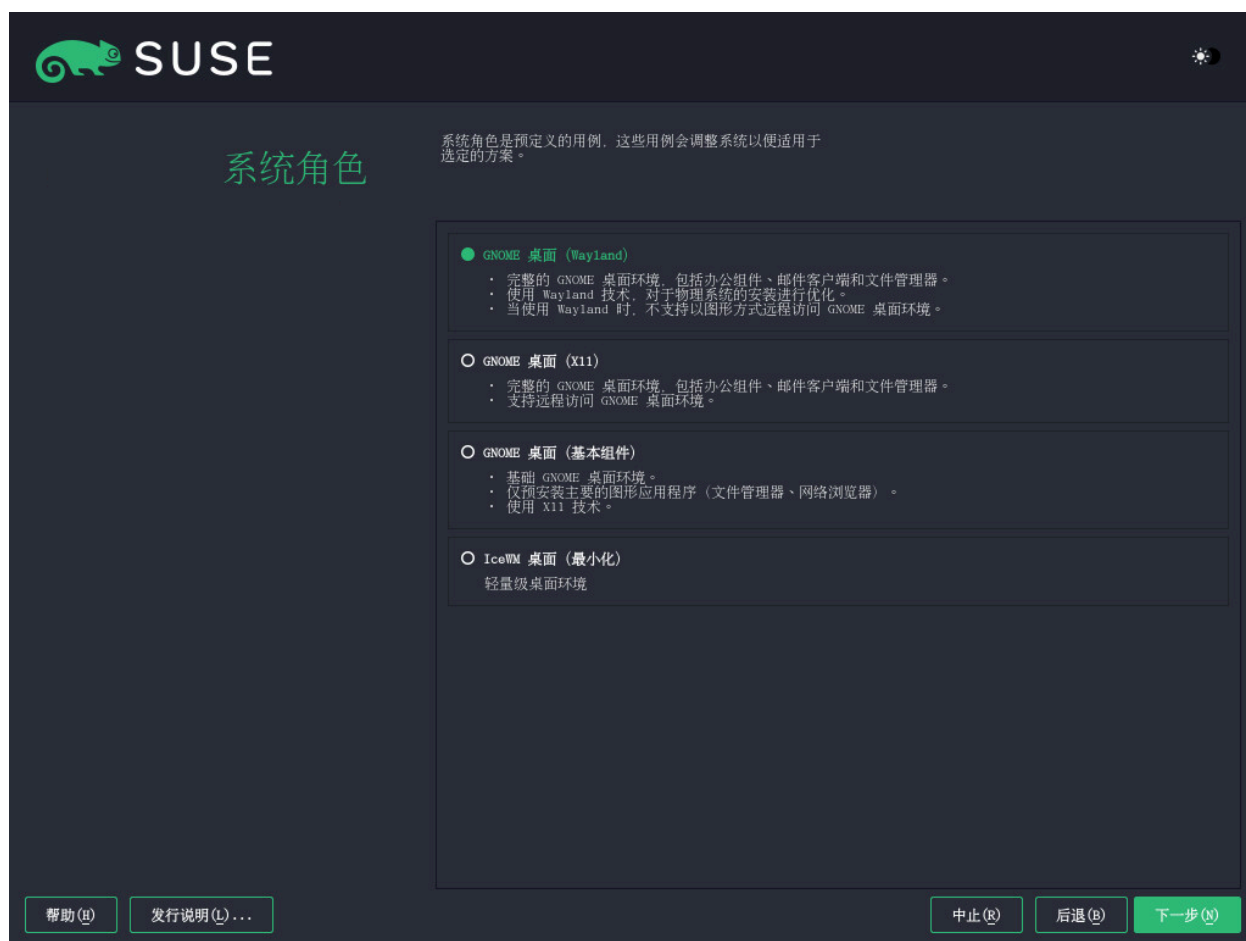 SUSE
系统角色
系统角色是预定义的用例，这些用例会调整系统以便适用于
选定的方案。
GNOME 桌面（Wayland）
· 完整的 GNOME 桌面环境，包括办公组件、邮件客户端和文件管理器。
· 使用 Wayland 技术，对于物理系统的安装进行优化。
· 当使用 Wayland 时，不支持以图形方式远程访问 GNOME 桌面环境。
GNOME 桌面（X11）
· 完整的 GNOME 桌面环境，包括办公组件、邮件客户端和文件管理器。
· 支持远程访问 GNOME 桌面环境。
GNOME 桌面（基本组件）
· 基础 GNOME 桌面环境。
· 仅预安装主要的图形应用程序（文件管理器、网络浏览器）。
· 使用 X11 技术。
IceWM 桌面（最小化）
轻量级桌面环境
帮助(H) 发行说明(L)... 中止(R) 后退(B) 下一步(N)